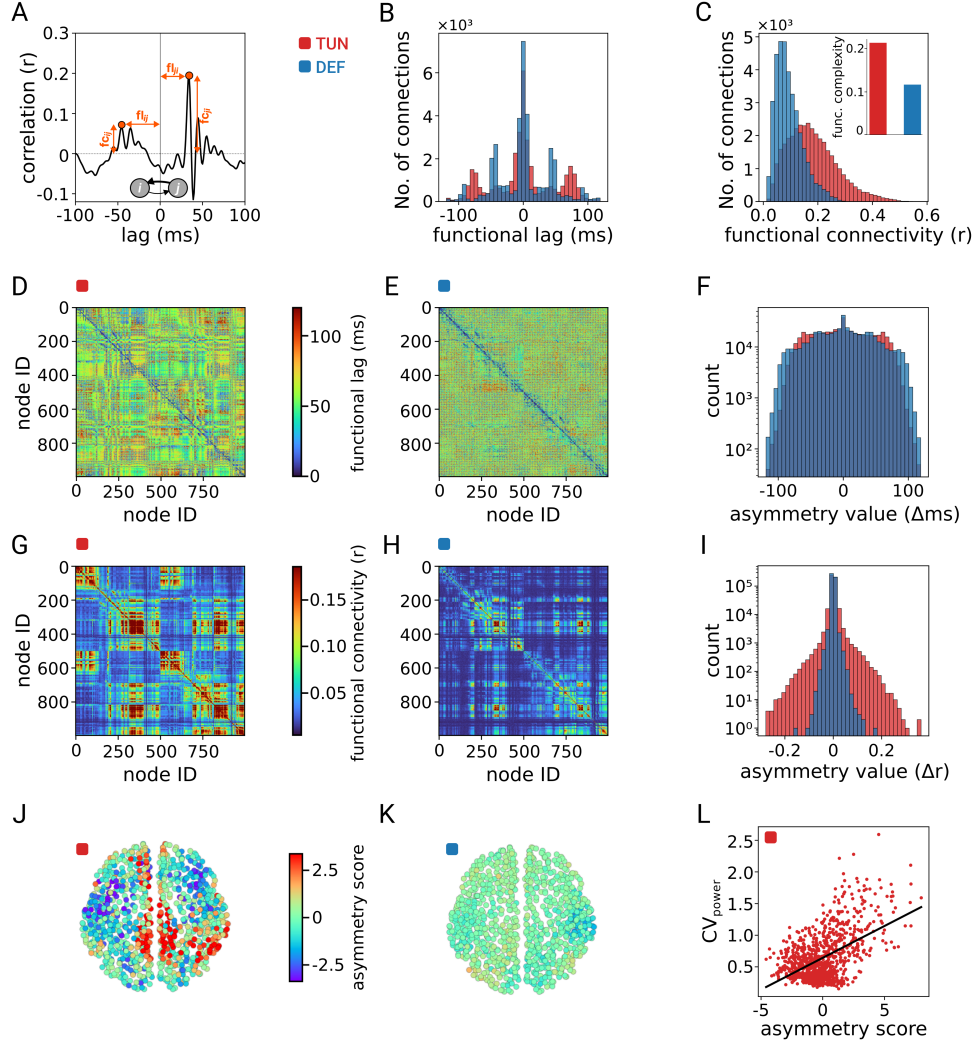 A
B
C
0.3
0.2
0.1
0
-0.1
-100
-50
0
50
100
correlation (r)
lag (ms)
fl_ij
fl_ij
fc_ij
fc_ji
i
j
TUN
DEF
×10³
6
4
2
0
-100
0
100
No. of connections
functional lag (ms)
×10³
5
4
3
2
1
0
0.0
0.2
0.4
0.6
No. of connections
functional connectivity (r)
0.2
0.1
0
func. complexity
D
E
F
0
200
400
600
800
0
250
500
750
node ID
node ID
100
50
0
functional lag (ms)
0
200
400
600
800
0
250
500
750
node ID
10⁴
10³
10²
-100
0
100
count
asymmetry value (Δms)
G
H
I
0
200
400
600
800
0
250
500
750
node ID
node ID
0.15
0.10
0.05
functional connectivity (r)
0
200
400
600
800
0
250
500
750
node ID
10⁵
10⁴
10³
10²
10¹
10⁰
-0.2
0
0.2
count
asymmetry value (Δr)
J
K
L
2.5
0
-2.5
asymmetry score
2.5
2.0
1.5
1.0
0.5
-5
0
5
CV_power
asymmetry score